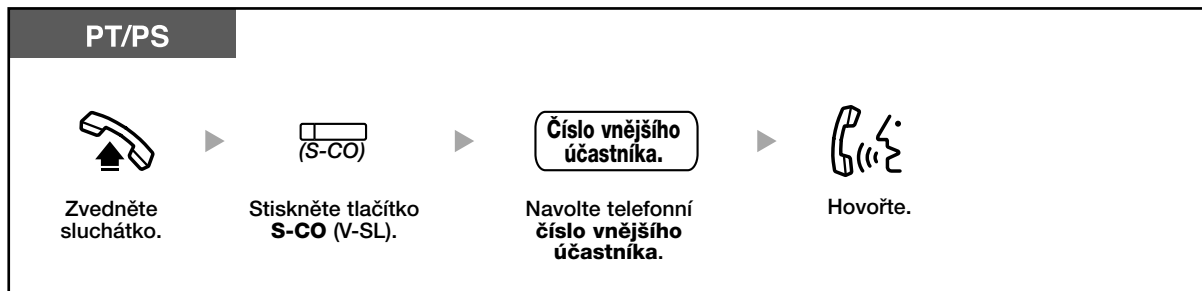 PT/PS
(S-CO)
Číslo vnějšího
účastníka.
Zvedněte
sluchátko.
Stiskněte tlačítko
S-CO (V-SL).
Navolte telefonní
číslo vnějšího
účastníka.
Hovořte.